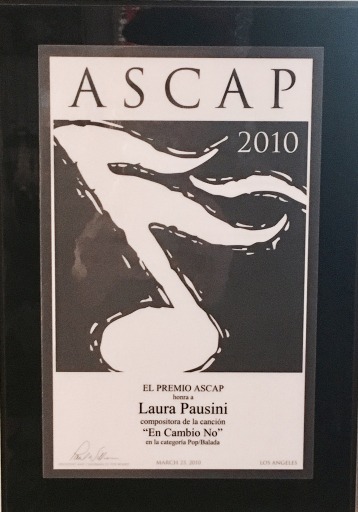 ASCAP
2010
EL PREMIO ASCAP
honra a
Laura Pausini
compositora de la canción
“En Cambio No”
en la categoría Pop/Balada
MARCH 23, 2010
LOS ANGELES